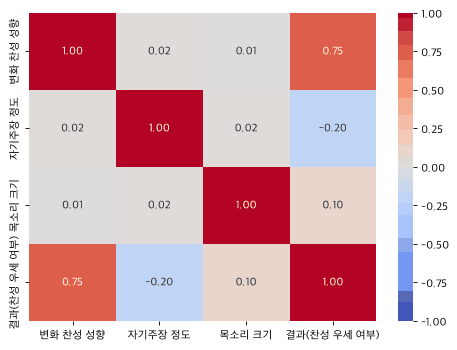 변화 찬성 성향
1.00 0.02 0.01 0.75
자기주장 정도
0.02 1.00 0.02 -0.20
목소리 크기
0.01 0.02 1.00 0.10
결과(찬성 우세 여부)
0.75 -0.20 0.10 1.00
변화 찬성 성향 자기주장 정도 목소리 크기 결과(찬성 우세 여부)
1.00
0.75
0.50
0.25
0.00
-0.25
-0.50
-0.75
-1.00